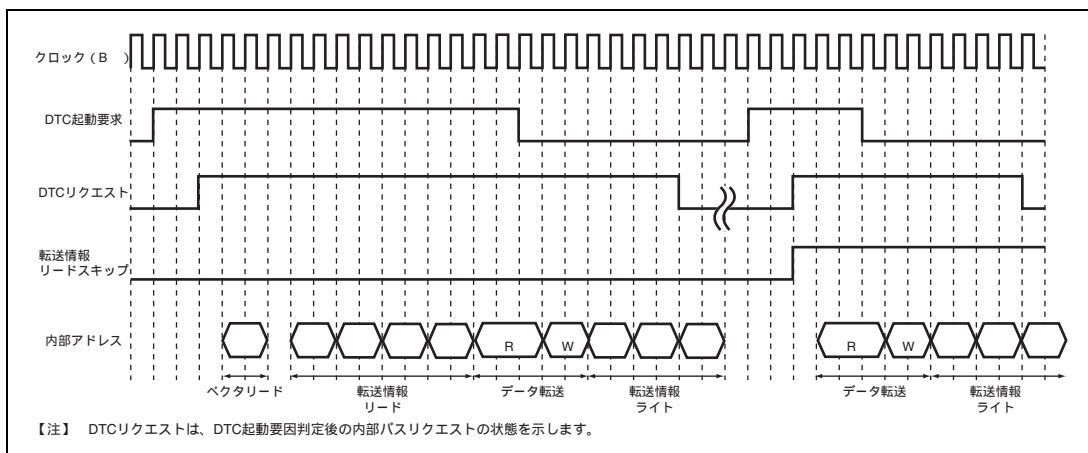 クロック（B　）
DTC起動要求
DTCリクエスト
転送情報
リードスキップ
内部アドレス
R
W
R
W
ベクタリード
転送情報
リード
データ転送
転送情報
ライト
データ転送
転送情報
ライト
【注】　DTCリクエストは、DTC起動要因判定後の内部バスリクエストの状態を示します。